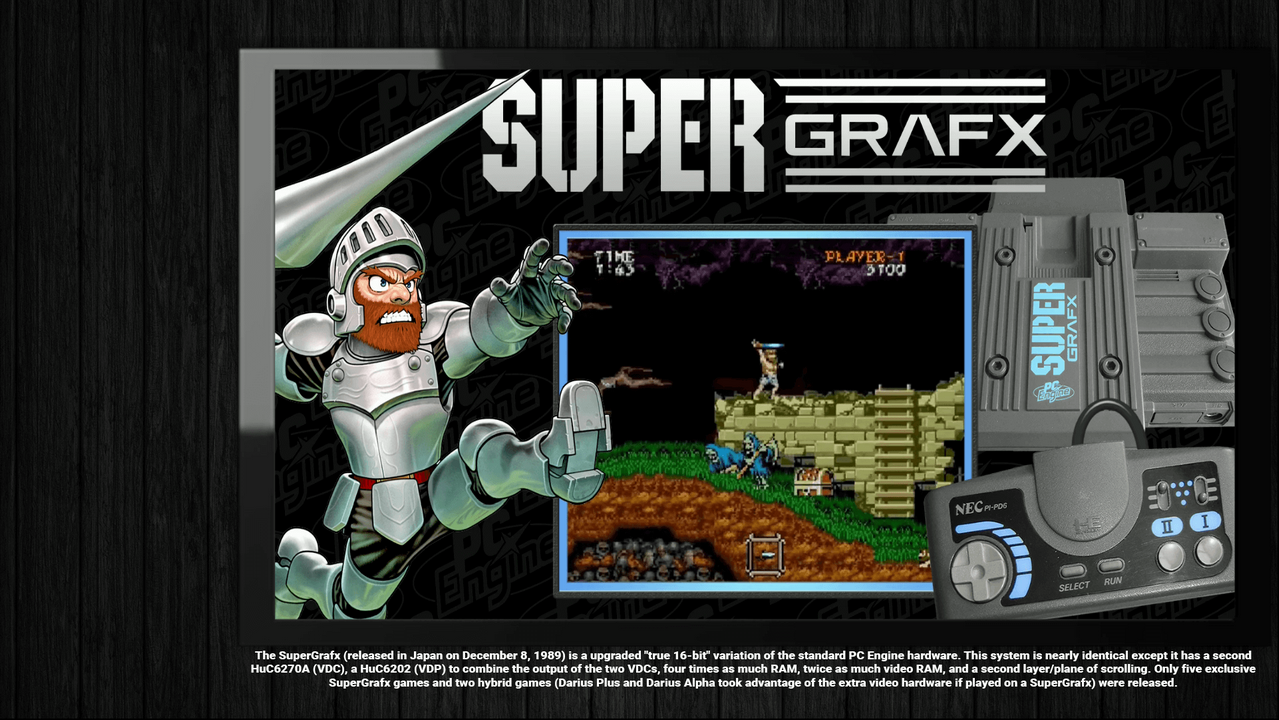 SUPER GRAFX
TIME
1:43
PLAYER-1
3100
SUPER GRAFX
PC Engine
NEC PI-PD6
II I
SELECT RUN
The SuperGrafx (released in Japan on December 8, 1989) is a upgraded "true 16-bit" variation of the standard PC Engine hardware. This system is nearly identical except it has a second
HuC6270A (VDC), a HuC6202 (VDP) to combine the output of the two VDCs, four times as much RAM, twice as much video RAM, and a second layer/plane of scrolling. Only five exclusive
SuperGrafx games and two hybrid games (Darius Plus and Darius Alpha took advantage of the extra video hardware if played on a SuperGrafx) were released.